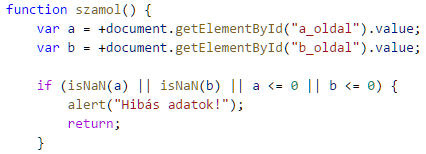 function szamol() {
    var a = +document.getElementById("a_oldal").value;
    var b = +document.getElementById("b_oldal").value;

    if (isNaN(a) || isNaN(b) || a <= 0 || b <= 0) {
        alert("Hibás adatok!");
        return;
    }